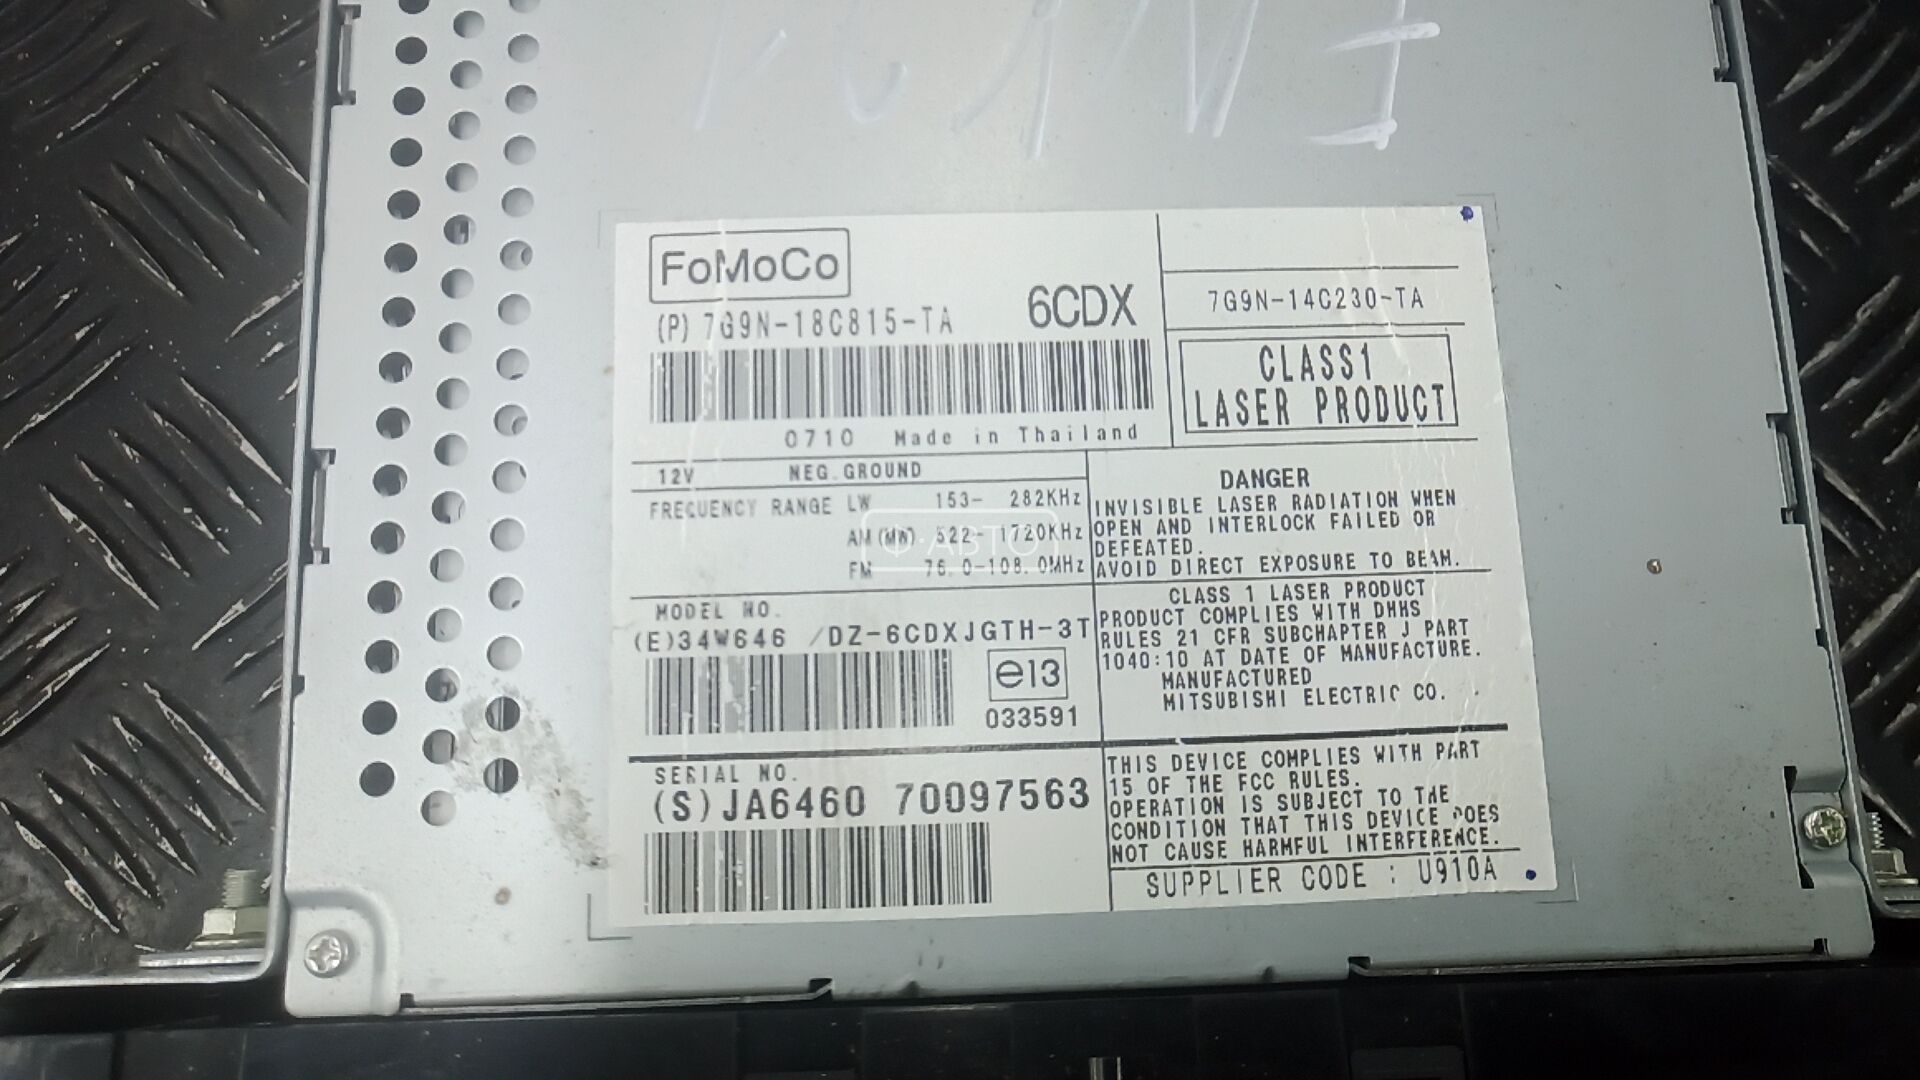 FoMoCo
6CDX
(P) 7G9N-18C815-TA
0710 Made in Thailand
7G9N-14C230-TA
CLASS1
LASER PRODUCT
12V NEG.GROUND
FREQUENCY RANGE LW 153- 282KHz
AM(MW) 522- 1720KHz
FM 76.0-108.0MHz
Ф АВТО
DANGER
INVISIBLE LASER RADIATION WHEN
OPEN AND INTERLOCK FAILED OR
DEFEATED.
AVOID DIRECT EXPOSURE TO BEAM.
MODEL NO.
(E)34W646 /DZ-6CDXJGTH-3T
e13
033591
CLASS 1 LASER PRODUCT
PRODUCT COMPLIES WITH DHHS
RULES 21 CFR SUBCHAPTER J PART
1040:10 AT DATE OF MANUFACTURE.
MANUFACTURED
MITSUBISHI ELECTRIC CO.
SERIAL NO.
(S)JA6460 70097563
THIS DEVICE COMPLIES WITH PART
15 OF THE FCC RULES.
OPERATION IS SUBJECT TO THE
CONDITION THAT THIS DEVICE DOES
NOT CAUSE HARMFUL INTERFERENCE.
SUPPLIER CODE : U910A